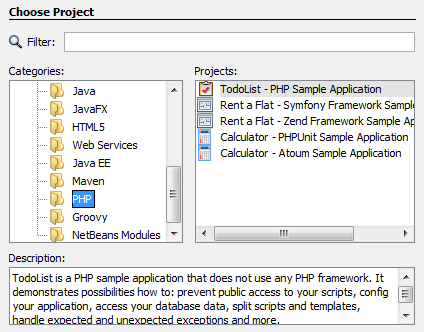 Choose Project
Filter:
Categories:
Java
JavaFX
HTML5
Web Services
Java EE
Maven
PHP
Groovy
NetBeans Modules
Projects:
TodoList - PHP Sample Application
Rent a Flat - Symfony Framework Sample
Rent a Flat - Zend Framework Sample Ap
Calculator - PHPUnit Sample Application
Calculator - Atoum Sample Application
Description:
TodoList is a PHP sample application that does not use any PHP framework. It
demonstrates possibilities how to: prevent public access to your scripts, config
your application, access your database data, split scripts and templates,
handle expected and unexpected exceptions and more.